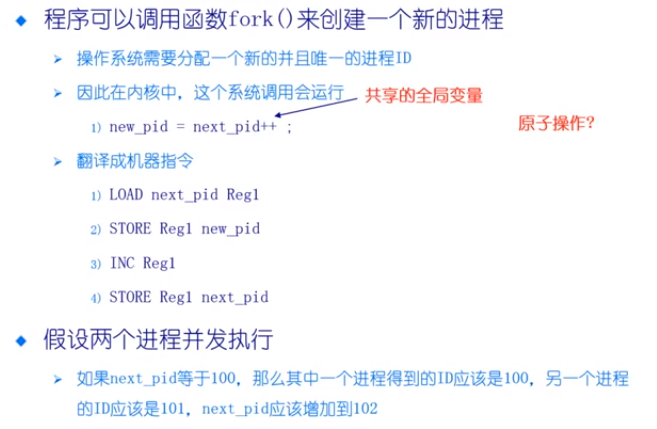 程序可以调用函数fork()来创建一个新的进程
操作系统需要分配一个新的并且唯一的进程ID
因此在内核中，这个系统调用会运行
共享的全局变量
1) new_pid = next_pid++ ;
原子操作?
翻译成机器指令
1) LOAD next_pid Reg1
2) STORE Reg1 new_pid
3) INC Reg1
4) STORE Reg1 next_pid
假设两个进程并发执行
如果next_pid等于100，那么其中一个进程得到的ID应该是100，另一个进程
的ID应该是101，next_pid应该增加到102